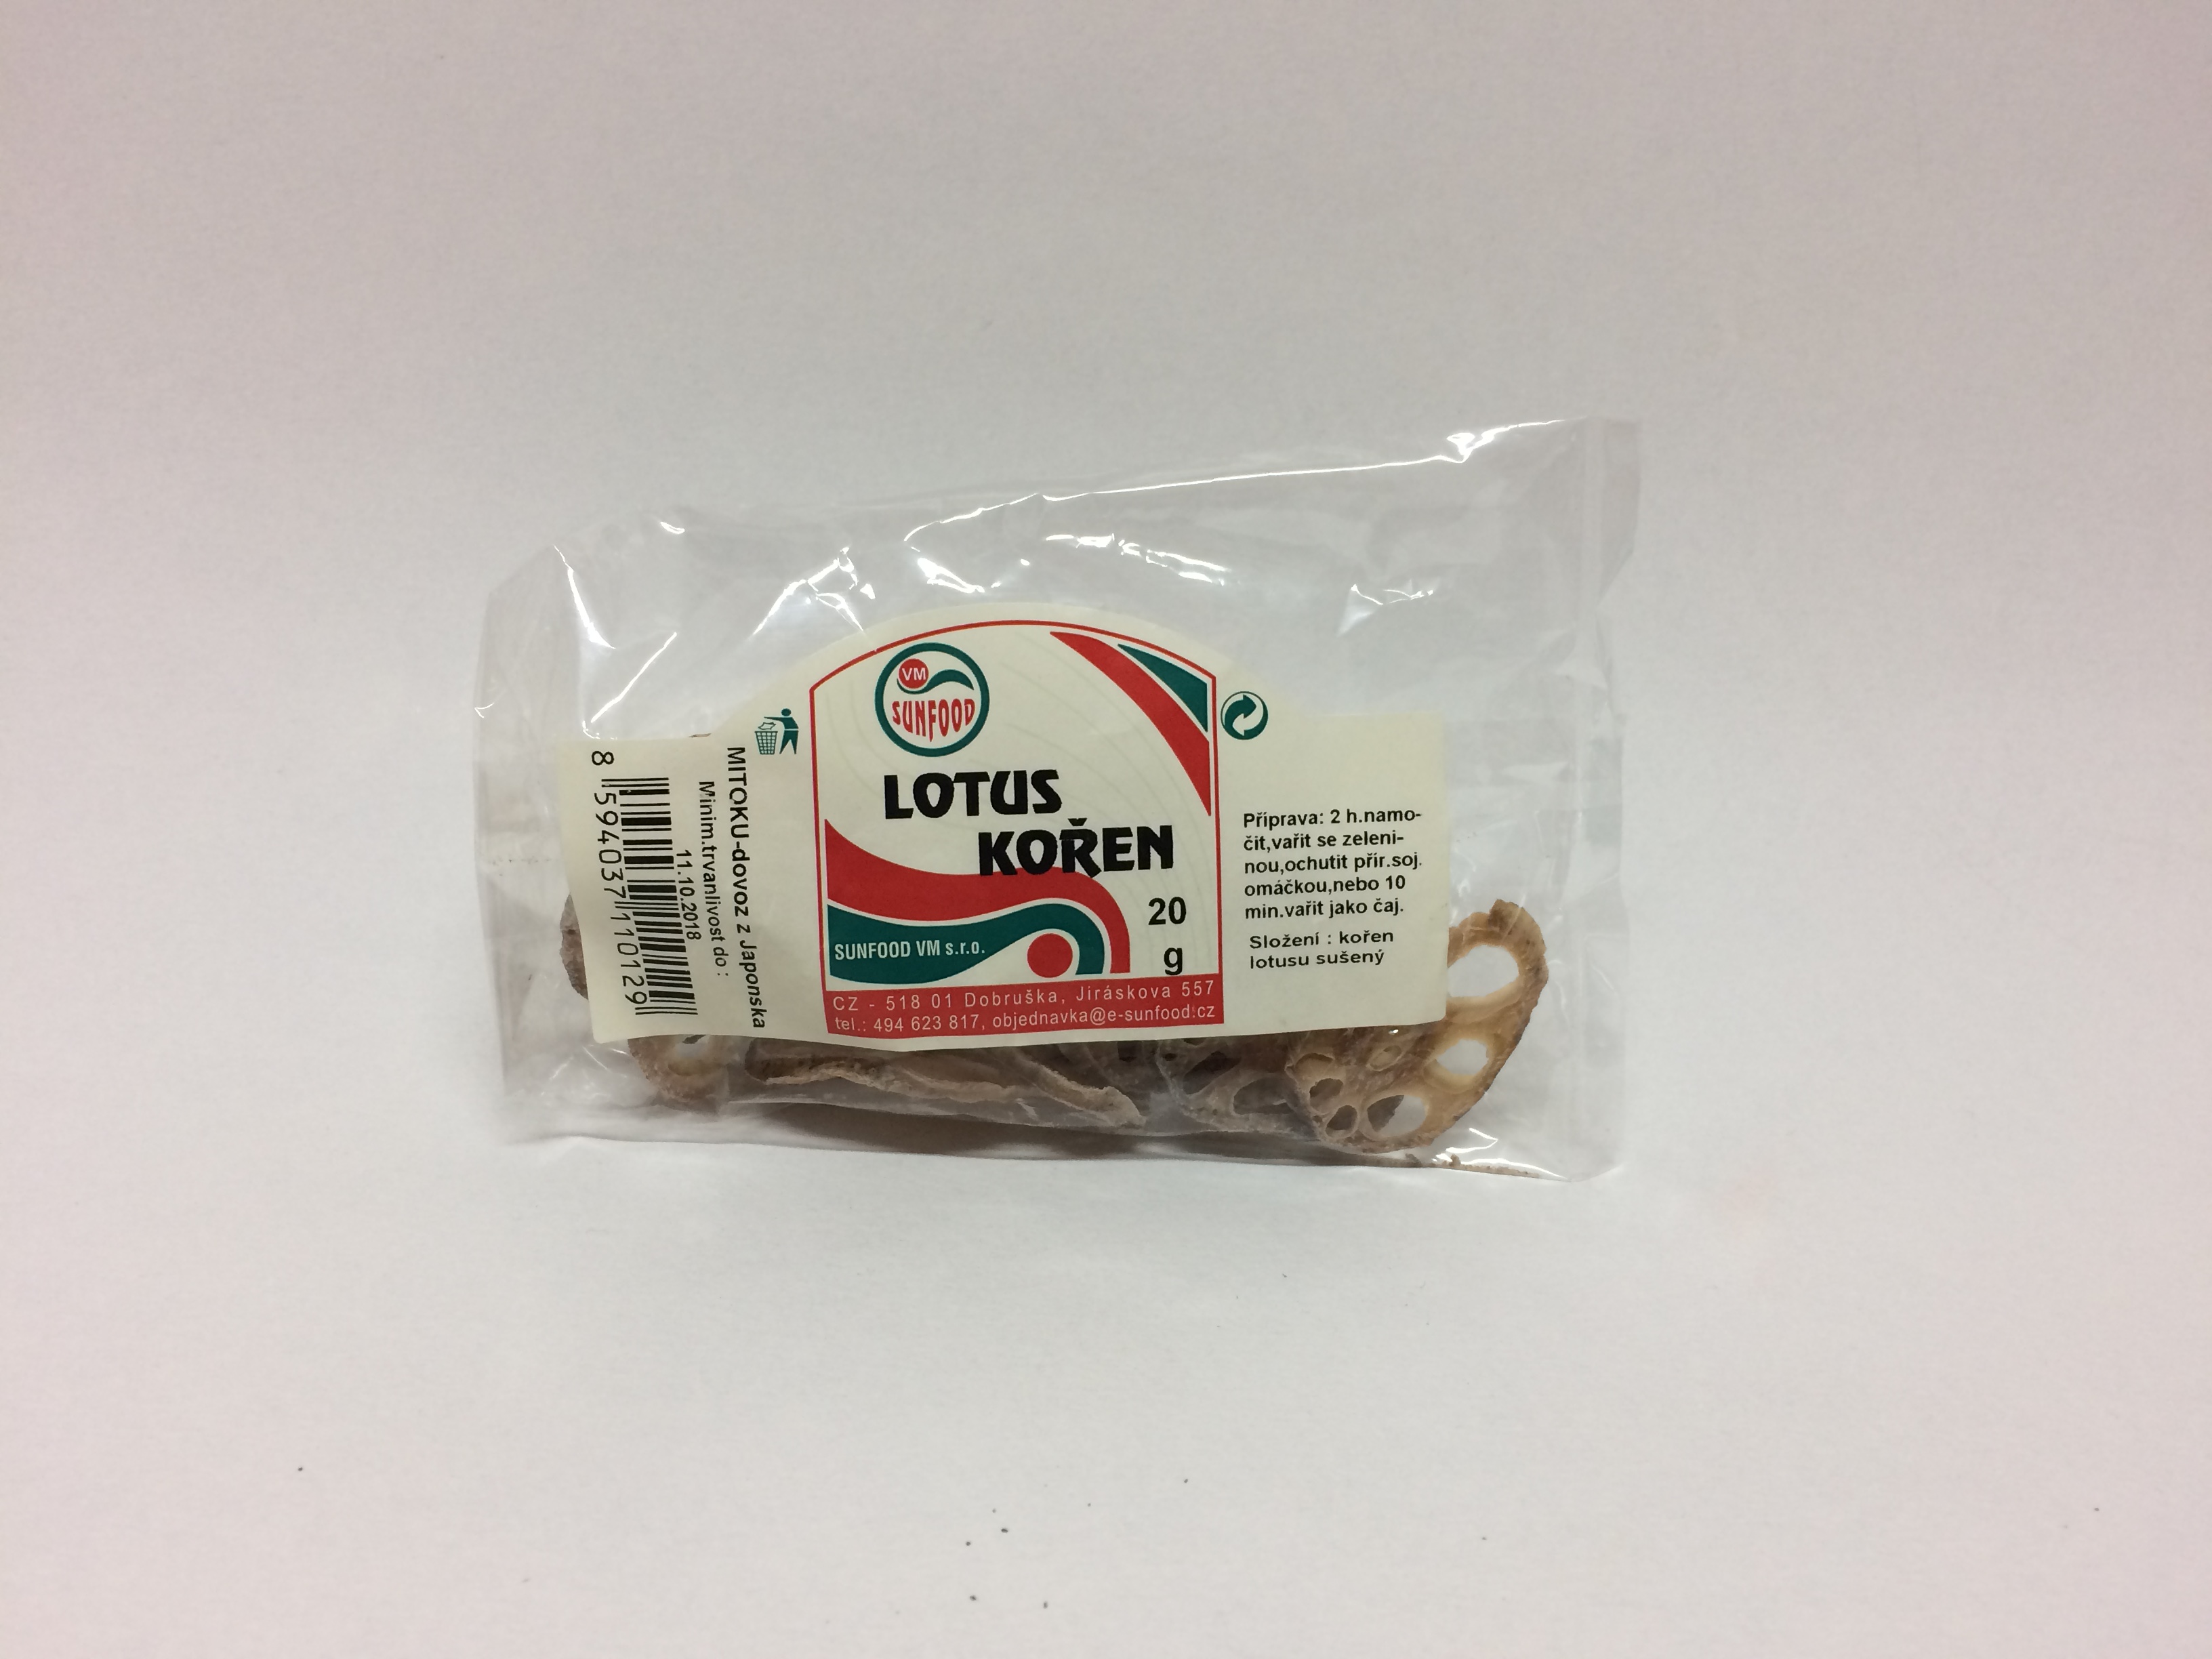 VM
SUNFOOD
LOTUS
KOŘEN
20
g
SUNFOOD VM s.r.o.
CZ - 518 01 Dobruška, Jiráskova 557
tel.: 494 623 817, objednavka@e-sunfood.cz
MITOKU-dovoz z Japonska
Minim.trvanlivost do :
11.10.2018
8 594037 110129
Příprava: 2 h.namo-
čit,vařit se zeleni-
nou,ochutit přír.soj.
omáčkou,nebo 10
min.vařit jako čaj.
Složení : kořen
lotusu sušený